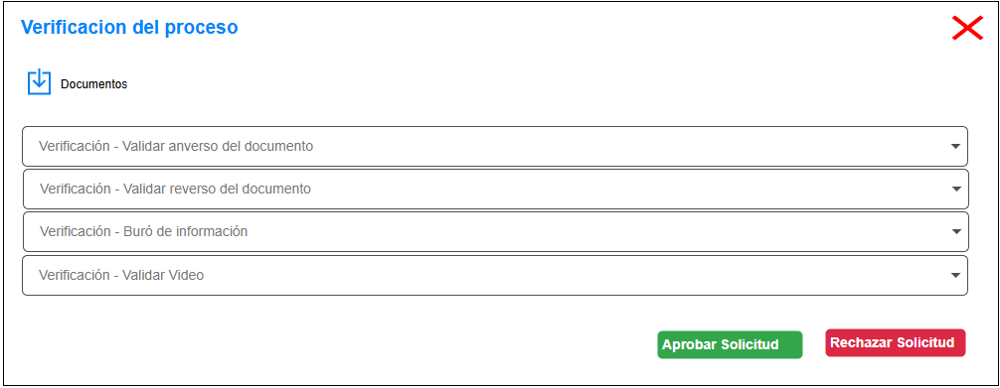 Verificacion del proceso
Documentos
Verificación - Validar anverso del documento
Verificación - Validar reverso del documento
Verificación - Buró de información
Verificación - Validar Video
Aprobar Solicitud
Rechazar Solicitud